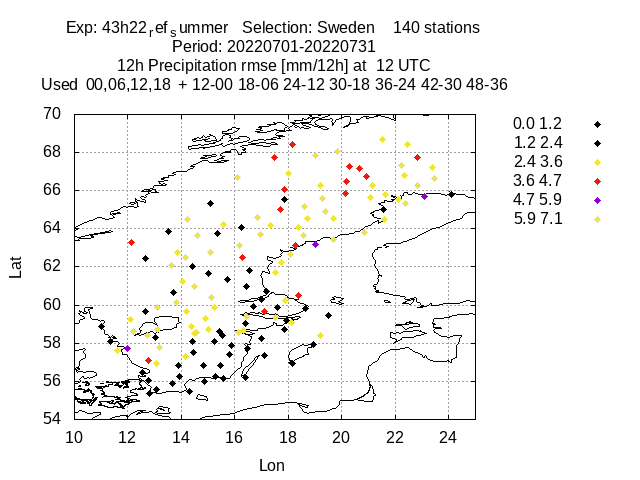 Exp: 43h22ref summer   Selection: Sweden    140 stations
Period: 20220701-20220731
12h Precipitation rmse [mm/12h] at  12 UTC
Used  00,06,12,18  + 12-00 18-06 24-12 30-18 36-24 42-30 48-36
70
68
66
64
62
60
58
56
54
Lat
10 12 14 16 18 20 22 24
Lon
0.0 1.2
1.2 2.4
2.4 3.6
3.6 4.7
4.7 5.9
5.9 7.1